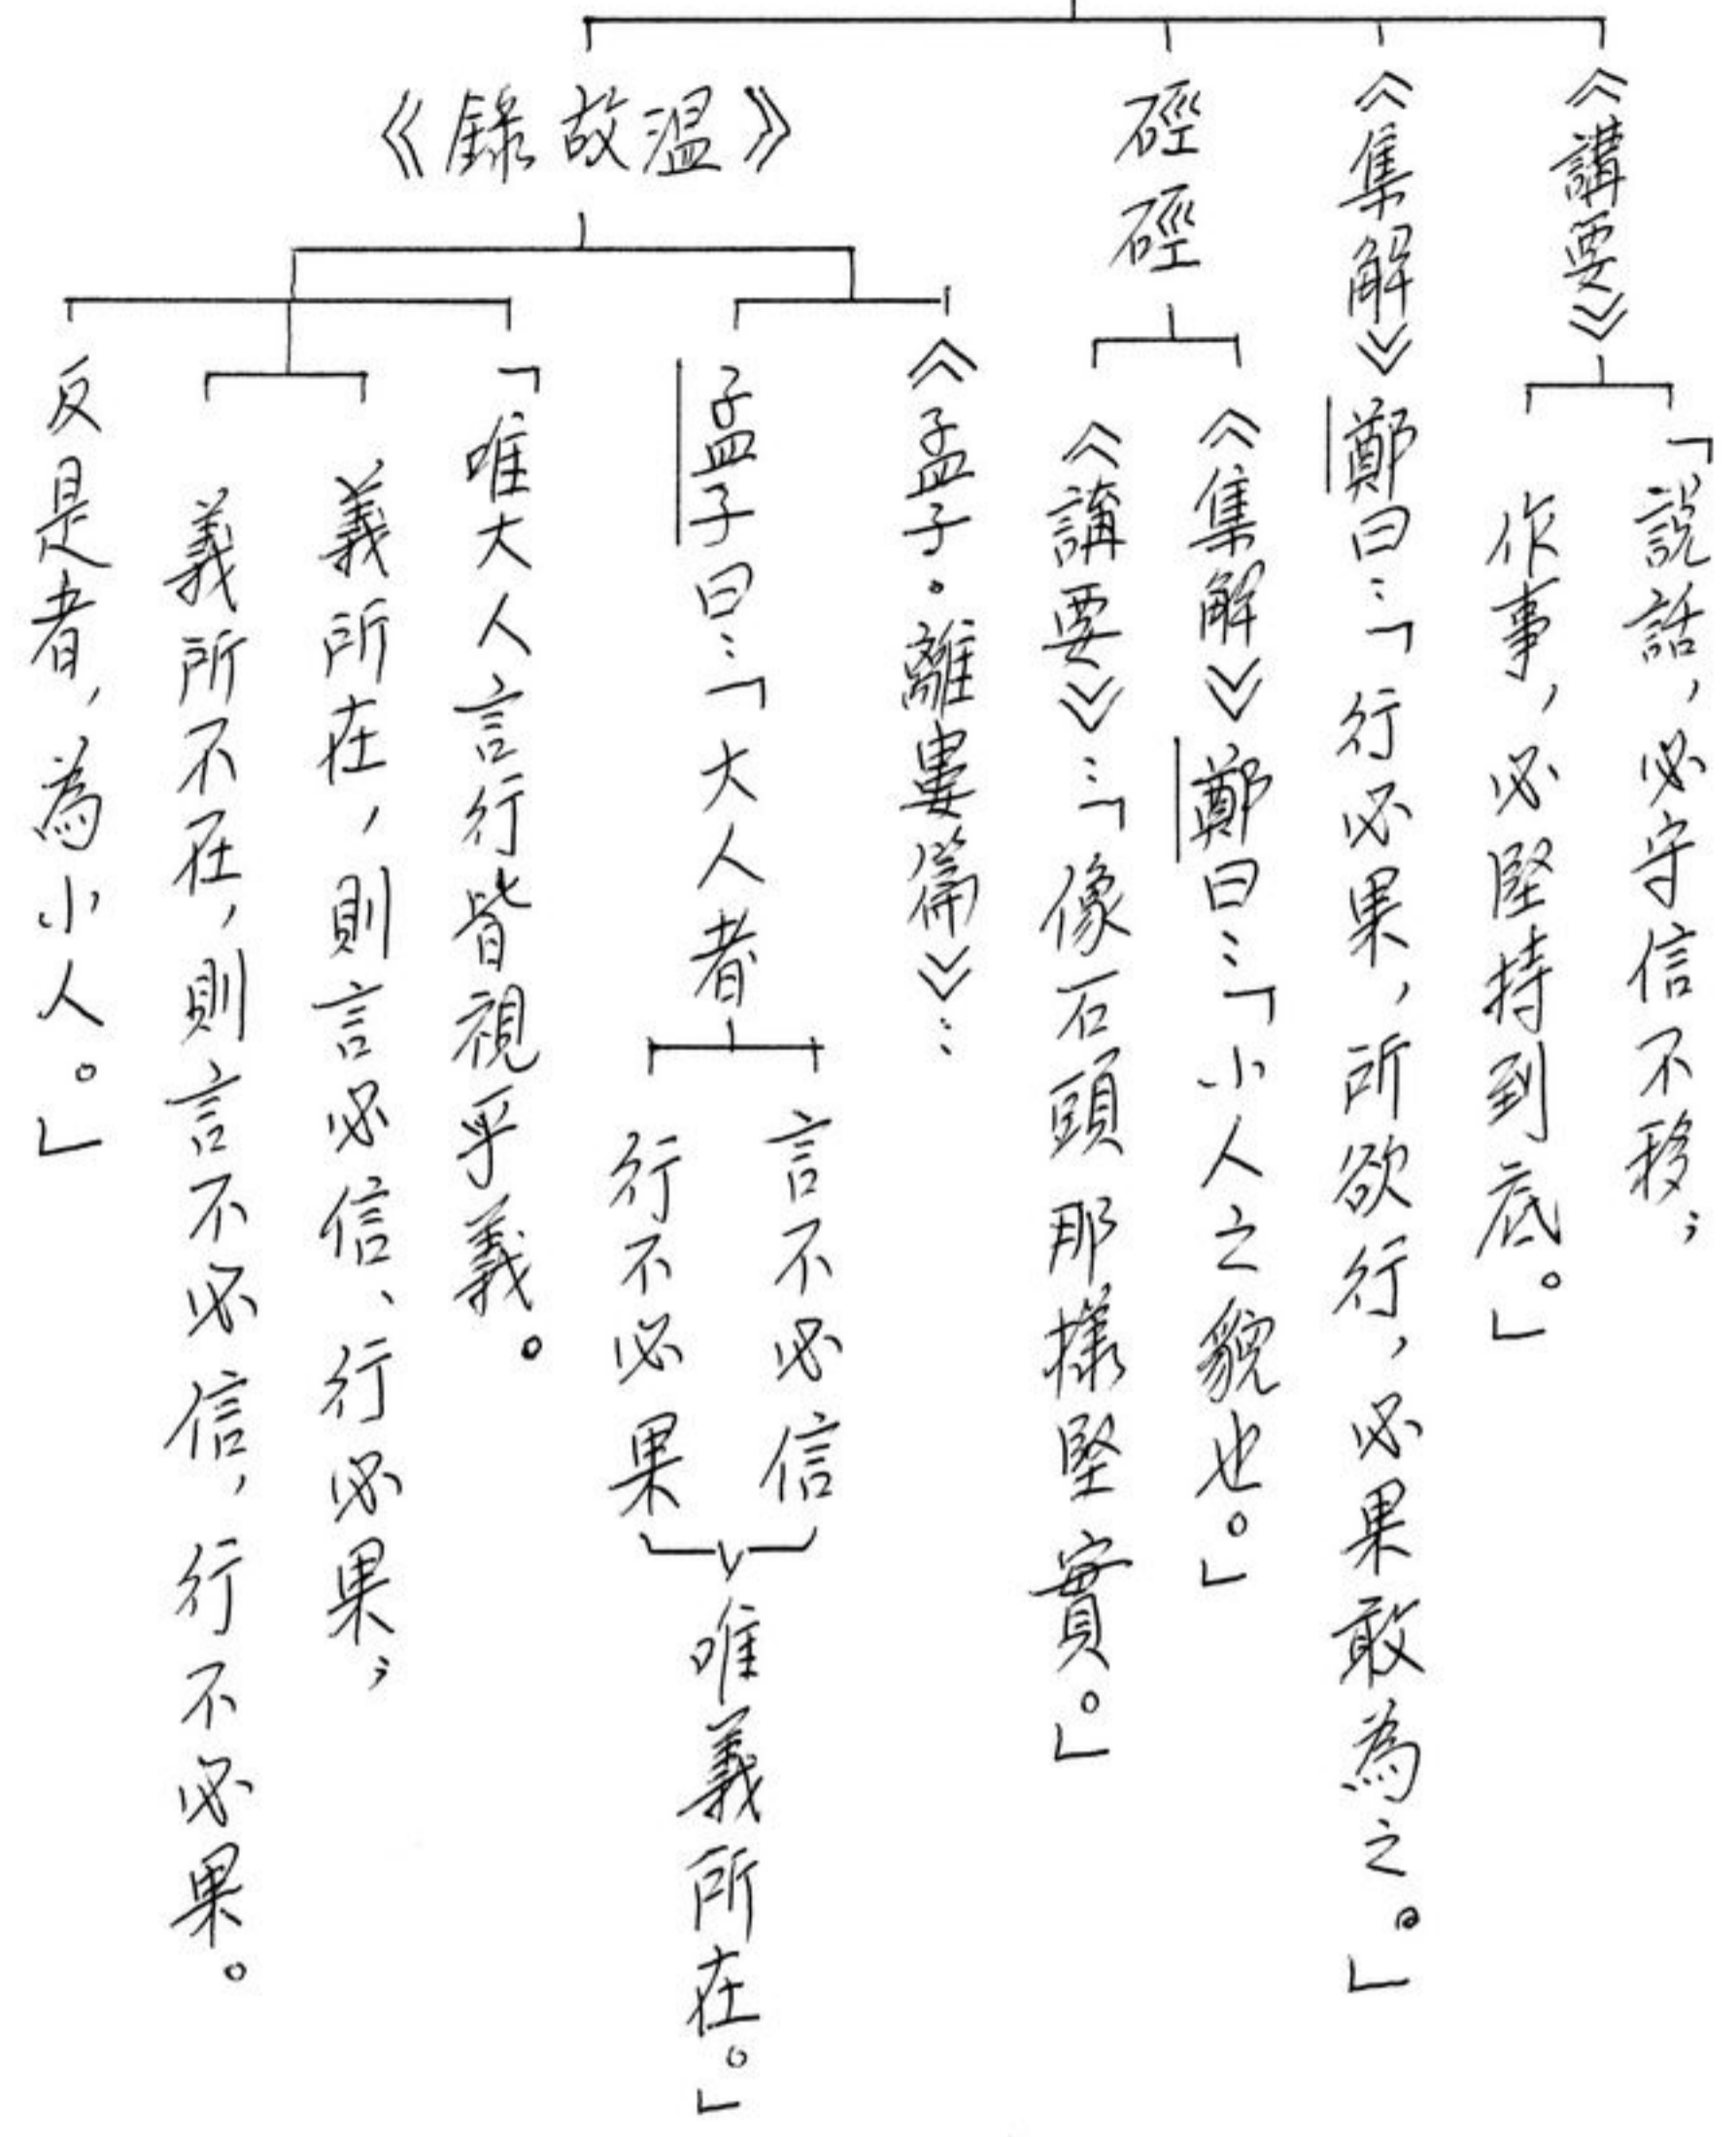 《講要》
「說話，必守信不移；
作事，必堅持到底。」
《集解》鄭曰：「行必果，所欲行，必果敢為之。」
硜硜
《集解》鄭曰：「小人之貌也。」
《講要》：「像石頭那樣堅實。」
《溫故錄》
《孟子。離婁篇》：
孟子曰：「大人者
言不必信
行不必果
唯義所在。」
「唯大人言行皆視乎義。
義所在，則言必信、行必果；
義所不在，則言不必信，行不必果。
反是者，為小人。」